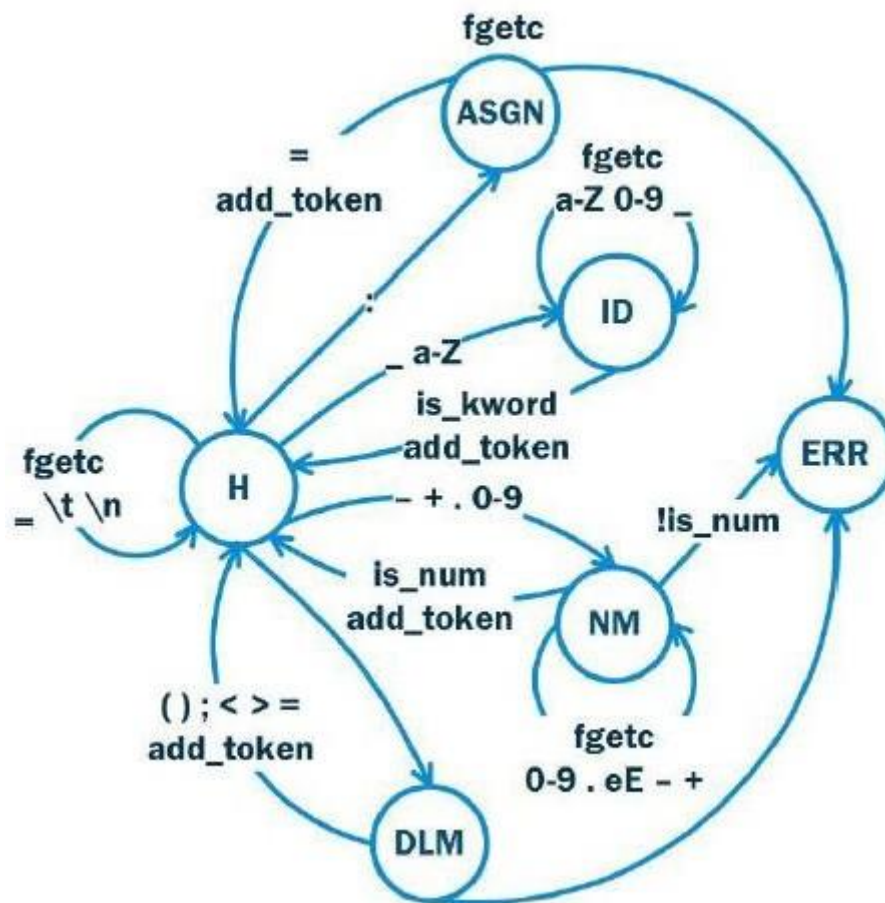 fgetc
ASGN
=
add_token
fgetc
a-Z 0-9 _
ID
:
_ a-Z
is_kword
add_token
ERR
fgetc
_ \t \n
H
– + . 0-9
!is_num
is_num
add_token
NM
( ) ; < > =
add_token
fgetc
0-9 . eE – +
DLM